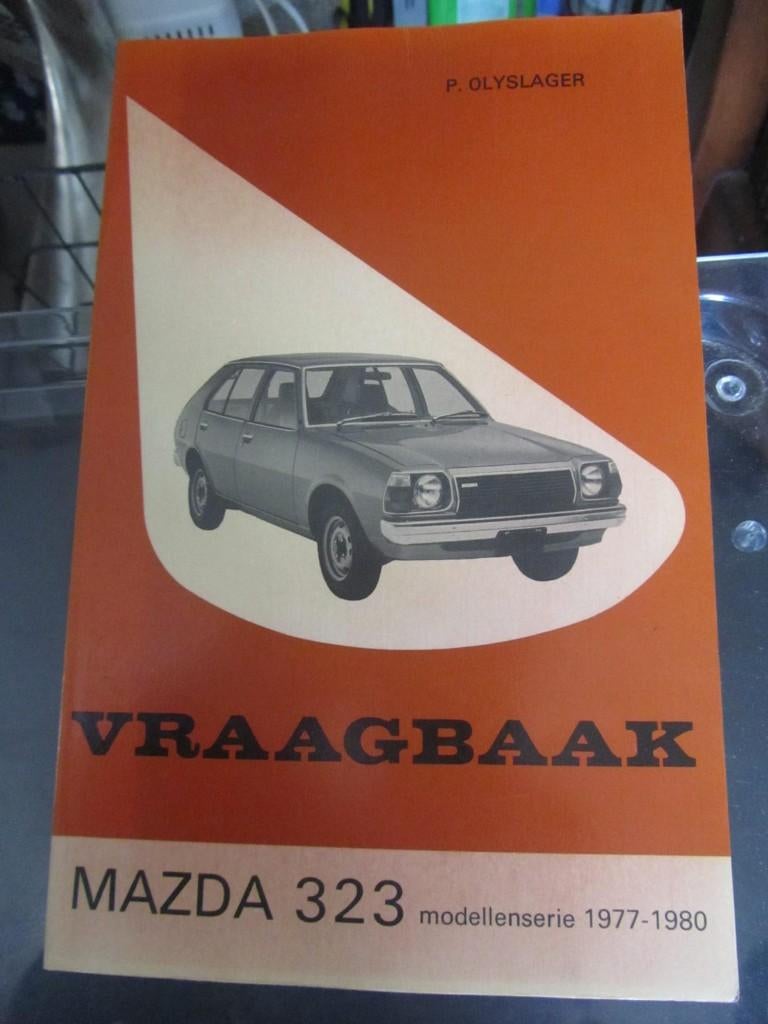 P. OLYSLAGER
VRAAGBAAK
MAZDA 323 modellenserie 1977-1980